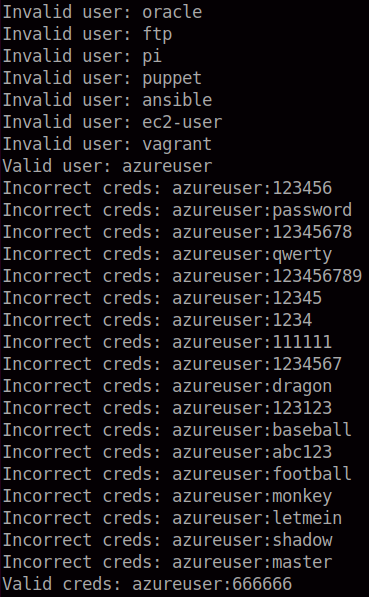 Invalid user: oracle
Invalid user: ftp
Invalid user: pi
Invalid user: puppet
Invalid user: ansible
Invalid user: ec2-user
Invalid user: vagrant
Valid user: azureuser
Incorrect creds: azureuser:123456
Incorrect creds: azureuser:password
Incorrect creds: azureuser:12345678
Incorrect creds: azureuser:qwerty
Incorrect creds: azureuser:123456789
Incorrect creds: azureuser:12345
Incorrect creds: azureuser:1234
Incorrect creds: azureuser:111111
Incorrect creds: azureuser:1234567
Incorrect creds: azureuser:dragon
Incorrect creds: azureuser:123123
Incorrect creds: azureuser:baseball
Incorrect creds: azureuser:abc123
Incorrect creds: azureuser:football
Incorrect creds: azureuser:monkey
Incorrect creds: azureuser:letmein
Incorrect creds: azureuser:shadow
Incorrect creds: azureuser:master
Valid creds: azureuser:666666